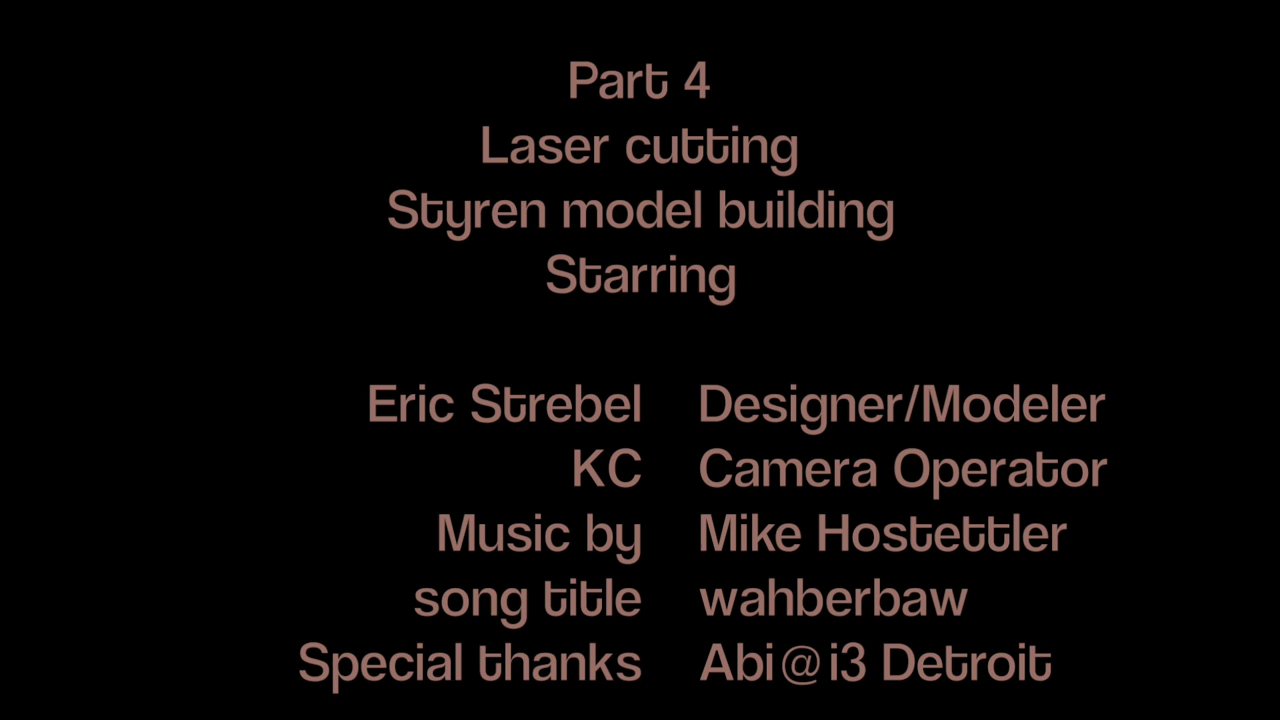 Part 4
Laser cutting
Styren model building
Starring
Eric Strebel Designer/Modeler
KC Camera Operator
Music by Mike Hostettler
song title wahberbaw
Special thanks Abi@i3 Detroit